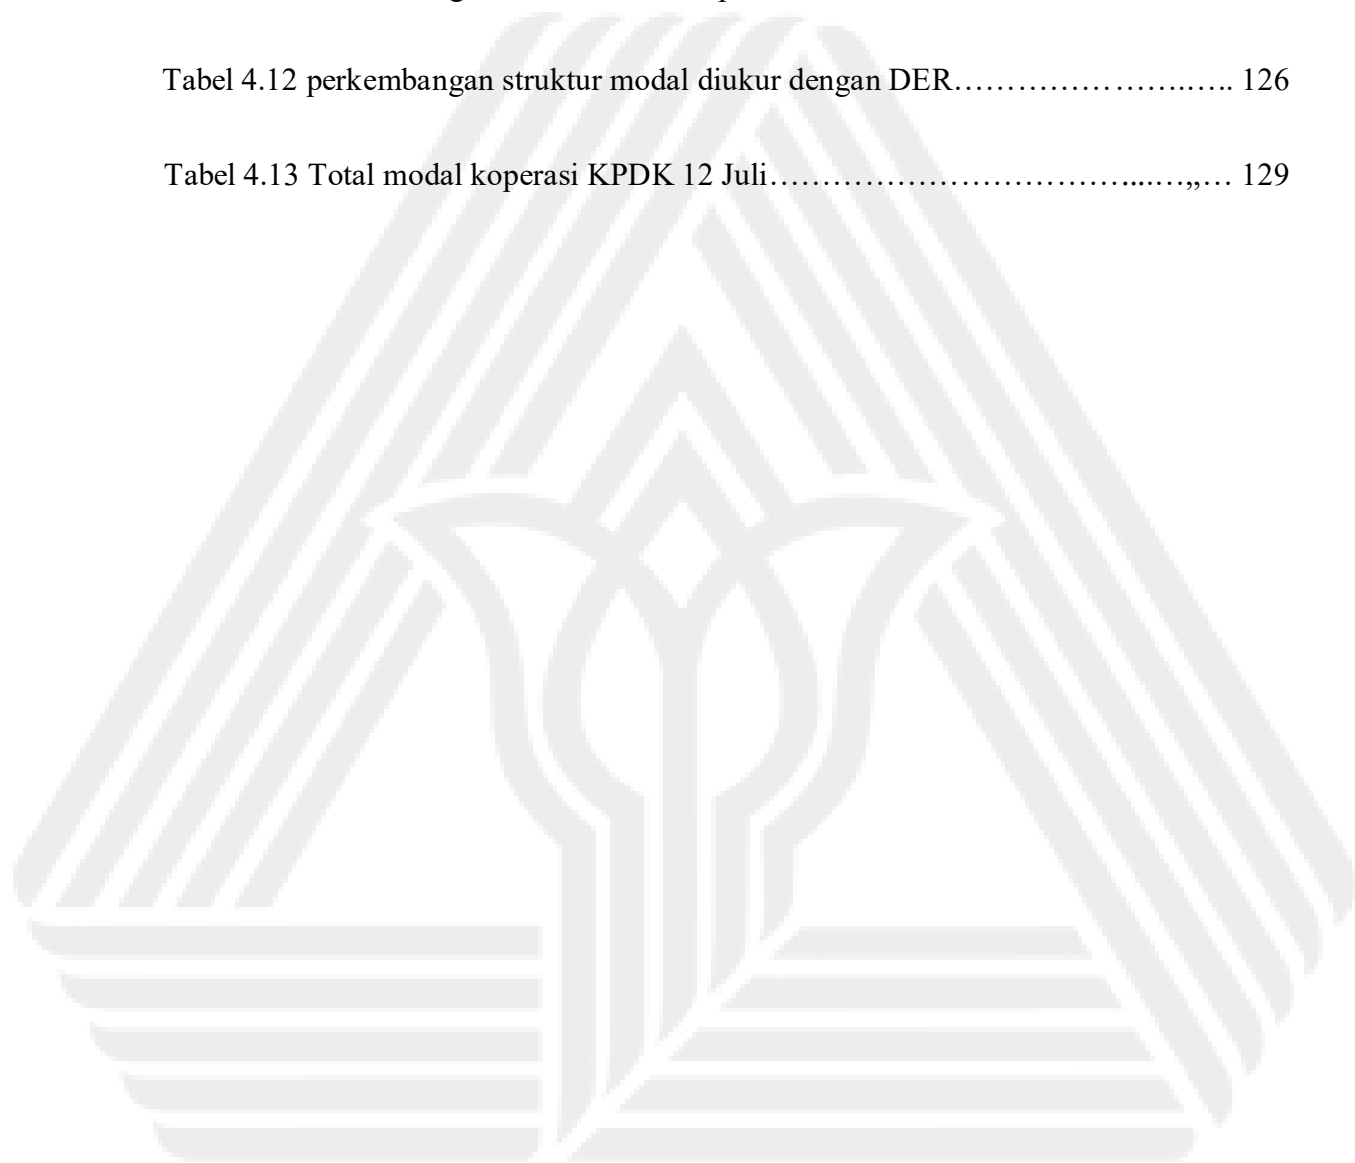 Tabel 4.12 perkembangan struktur modal diukur dengan DER…………………..….. 126
Tabel 4.13 Total modal koperasi KPDK 12 Juli……………………………....…,,… 129